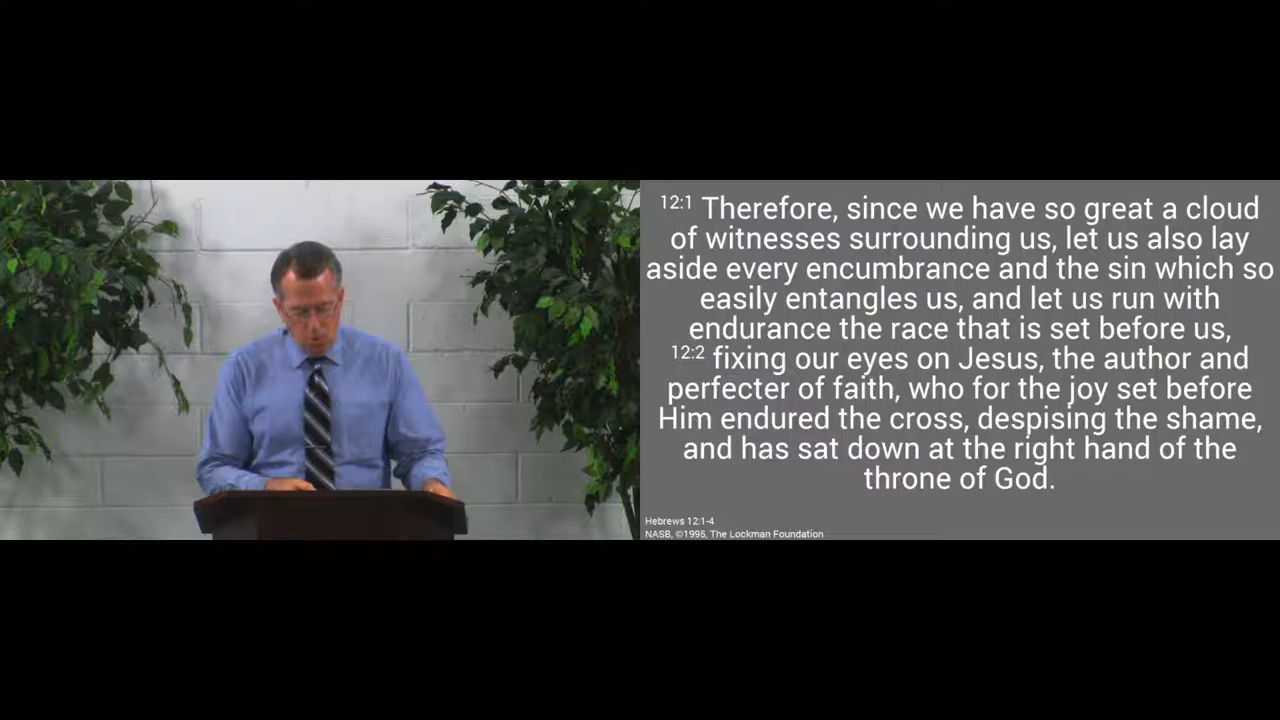 12:1 Therefore, since we have so great a cloud
of witnesses surrounding us, let us also lay
aside every encumbrance and the sin which so
easily entangles us, and let us run with
endurance the race that is set before us,
12:2 fixing our eyes on Jesus, the author and
perfecter of faith, who for the joy set before
Him endured the cross, despising the shame,
and has sat down at the right hand of the
throne of God.
Hebrews 12:1-4
NASB, ©1995, The Lockman Foundation